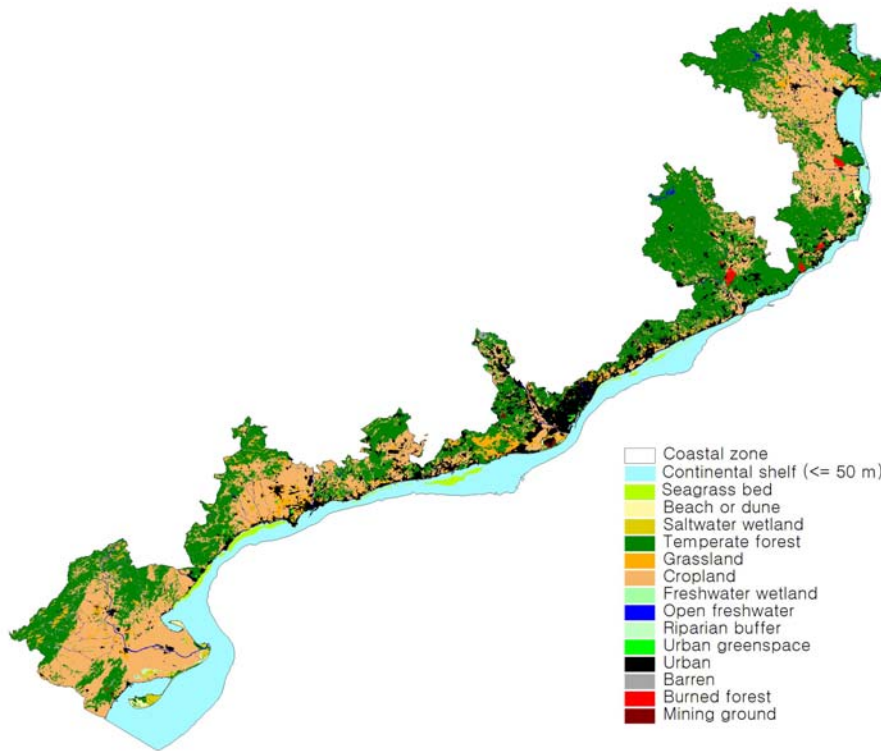 Coastal zone
Continental shelf (<= 50 m)
Seagrass bed
Beach or dune
Saltwater wetland
Temperate forest
Grassland
Cropland
Freshwater wetland
Open freshwater
Riparian buffer
Urban greenspace
Urban
Barren
Burned forest
Mining ground